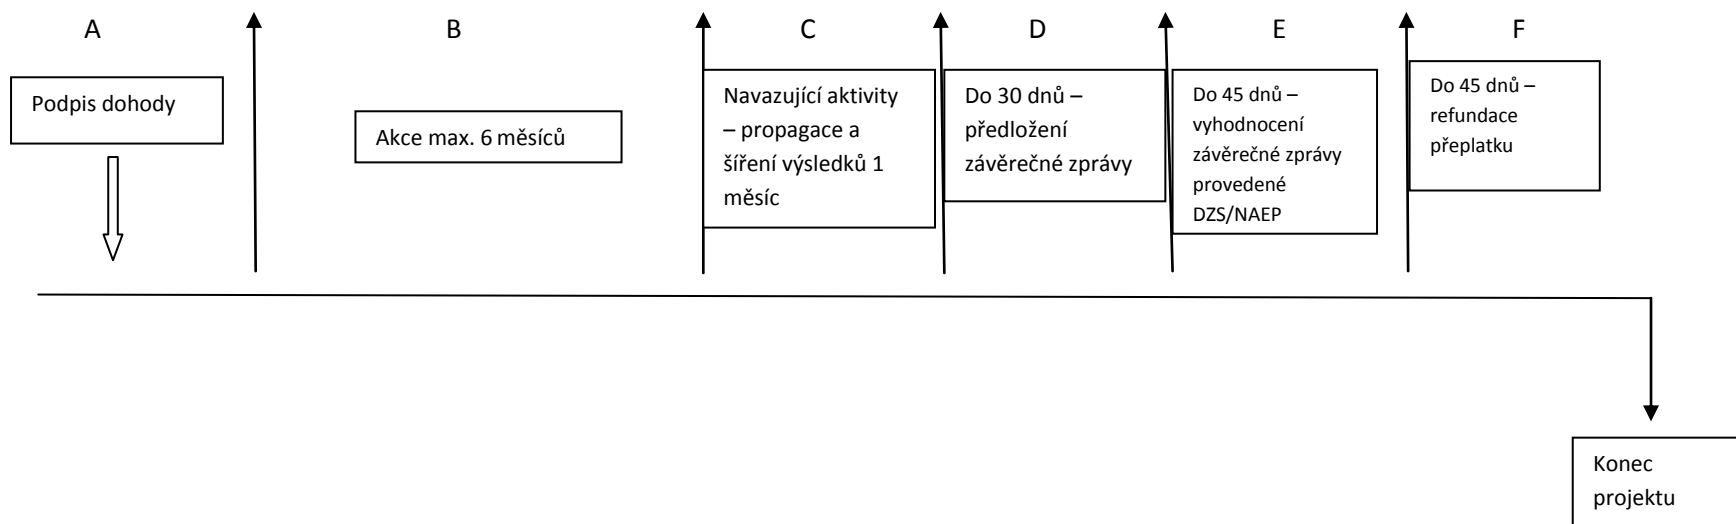 A
B
C
D
E
F
Podpis dohody
Akce max. 6 měsíců
Navazující aktivity
– propagace a
šíření výsledků 1
měsíc
Do 30 dnů –
předložení
závěrečné zprávy
Do 45 dnů –
vyhodnocení
závěrečné zprávy
provedené
DZS/NAEP
Do 45 dnů –
refundace
přeplatku
Konec
projektu